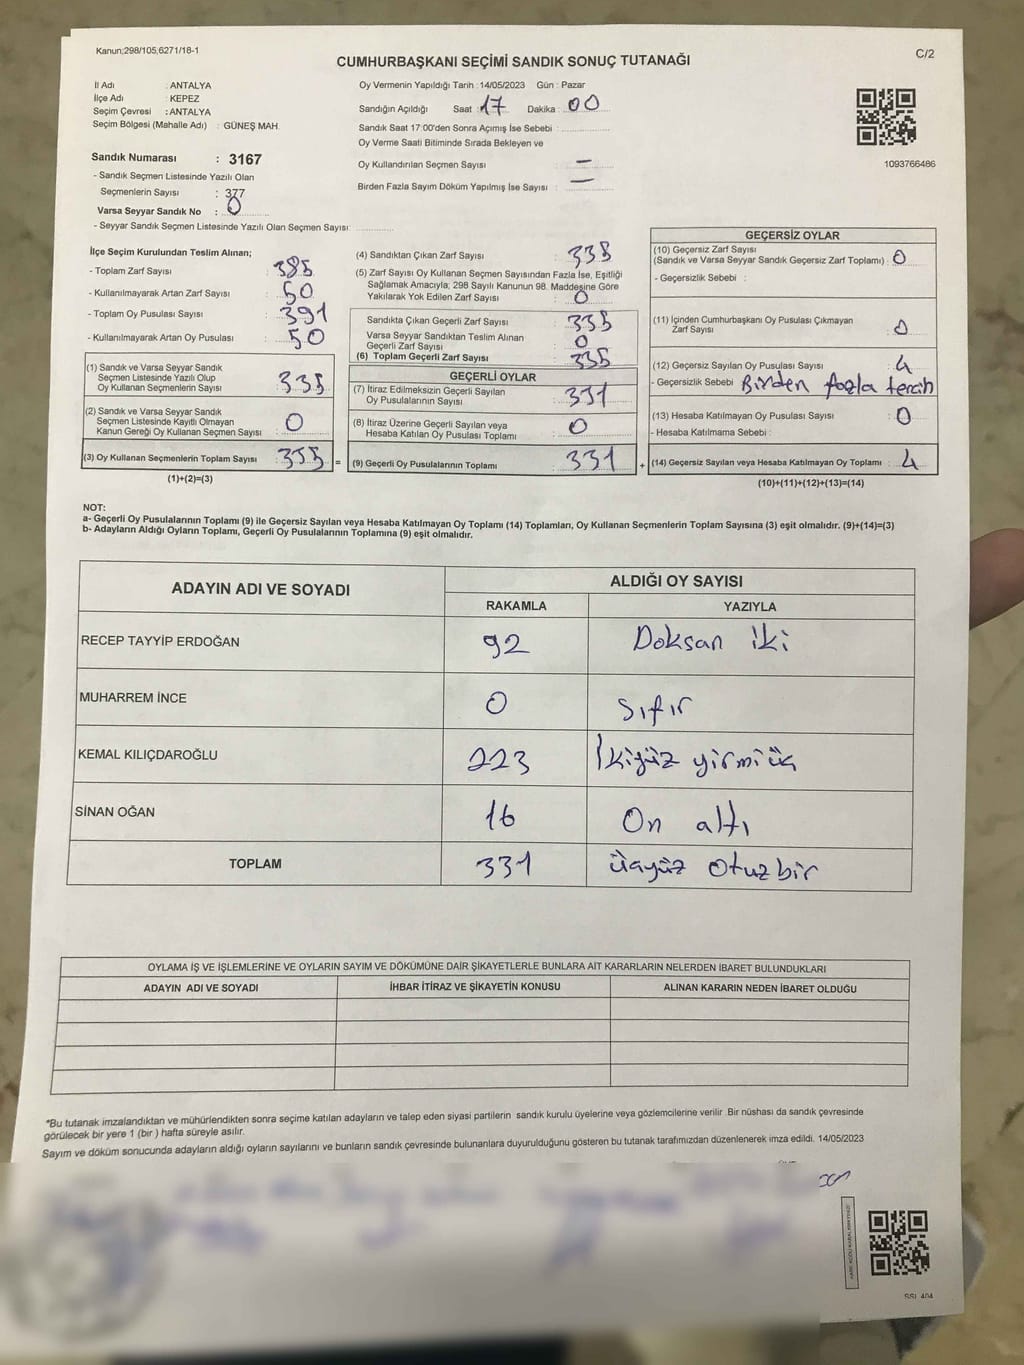 Kanun;298/105,6271/18-1
C/2
CUMHURBAŞKANI SEÇİMİ SANDIK SONUÇ TUTANAĞI
İl Adı : ANTALYA
İlçe Adı : KEPEZ
Seçim Çevresi : ANTALYA
Seçim Bölgesi (Mahalle Adı) : GÜNEŞ MAH.
Sandık Numarası : 3167
- Sandık Seçmen Listesinde Yazılı Olan
Seçmenlerin Sayısı : 377
Varsa Seyyar Sandık No : 0
- Seyyar Sandık Seçmen Listesinde Yazılı Olan Seçmen Sayısı:
Oy Vermenin Yapıldığı Tarih : 14/05/2023 Gün : Pazar
Sandığın Açıldığı Saat : 17 Dakika : 00
Sandık Saat 17:00'den Sonra Açımış İse Sebebi :
Oy Verme Saati Bitiminde Sırada Bekleyen ve
Oy Kullandırılan Seçmen Sayısı : —
Birden Fazla Sayım Döküm Yapılmış İse Sayısı : —
1093766486
İlçe Seçim Kurulundan Teslim Alınan;
- Toplam Zarf Sayısı : 385
- Kullanılmayarak Artan Zarf Sayısı : 50
- Toplam Oy Pusulası Sayısı : 391
- Kullanılmayarak Artan Oy Pusulası : 50
(1) Sandık ve Varsa Seyyar Sandık
Seçmen Listesinde Yazılı Olup
Oy Kullanan Seçmenlerin Sayısı : 335
(2) Sandık ve Varsa Seyyar Sandık
Seçmen Listesinde Kayıtlı Olmayan
Kanun Gereği Oy Kullanan Seçmen Sayısı : 0
(3) Oy Kullanan Seçmenlerin Toplam Sayısı : 335
(1)+(2)=(3)
(4) Sandıktan Çıkan Zarf Sayısı : 335
(5) Zarf Sayısı Oy Kullanan Seçmen Sayısından Fazla İse, Eşitliği
Sağlamak Amacıyla; 298 Sayılı Kanunun 98. Maddesine Göre
Yakılarak Yok Edilen Zarf Sayısı : 0
Sandıkta Çıkan Geçerli Zarf Sayısı : 335
Varsa Seyyar Sandıktan Teslim Alınan
Geçerli Zarf Sayısı : 0
(6) Toplam Geçerli Zarf Sayısı : 335
GEÇERLİ OYLAR
(7) İtiraz Edilmeksizin Geçerli Sayılan
Oy Pusulalarının Sayısı : 331
(8) İtiraz Üzerine Geçerli Sayılan veya
Hesaba Katılan Oy Pusulası Toplamı : 0
= (9) Geçerli Oy Pusulalarının Toplamı : 331
GEÇERSİZ OYLAR
(10) Geçersiz Zarf Sayısı
(Sandık ve Varsa Seyyar Sandık Geçersiz Zarf Toplamı) : 0
- Geçersizlik Sebebi :
(11) İçinden Cumhurbaşkanı Oy Pusulası Çıkmayan
Zarf Sayısı : 0
(12) Geçersiz Sayılan Oy Pusulası Sayısı : 4
- Geçersizlik Sebebi Birden fazla tercih
(13) Hesaba Katılmayan Oy Pusulası Sayısı : 0
- Hesaba Katılmama Sebebi :
+ (14) Geçersiz Sayılan veya Hesaba Katılmayan Oy Toplamı : 4
(10)+(11)+(12)+(13)=(14)
NOT:
a- Geçerli Oy Pusulalarının Toplamı (9) ile Geçersiz Sayılan veya Hesaba Katılmayan Oy Toplamı (14) Toplamları, Oy Kullanan Seçmenlerin Toplam Sayısına (3) eşit olmalıdır. (9)+(14)=(3)
b- Adayların Aldığı Oyların Toplamı, Geçerli Oy Pusulalarının Toplamına (9) eşit olmalıdır.
ADAYIN ADI VE SOYADI ALDIĞI OY SAYISI
RAKAMLA YAZIYLA
RECEP TAYYİP ERDOĞAN 92 Doksan iki
MUHARREM İNCE 0 Sıfır
KEMAL KILIÇDAROĞLU 223 İkiyüz yirmi üç
SİNAN OĞAN 16 On altı
TOPLAM 331 üçyüz otuz bir
OYLAMA İŞ VE İŞLEMLERİNE VE OYLARIN SAYIM VE DÖKÜMÜNE DAİR ŞİKAYETLERLE BUNLARA AİT KARARLARIN NELERDEN İBARET BULUNDUKLARI
ADAYIN ADI VE SOYADI İHBAR İTİRAZ VE ŞİKAYETİN KONUSU ALINAN KARARIN NEDEN İBARET OLDUĞU
*Bu tutanak imzalandıktan ve mühürlendikten sonra seçime katılan adayların ve talep eden siyasi partilerin sandık kurulu üyelerine veya gözlemcilerine verilir. Bir nüshası da sandık çevresinde
görülecek bir yere 1 (bir) hafta süreyle asılır.
Sayım ve döküm sonucunda adayların aldığı oyların sayılarını ve bunların sandık çevresinde bulunanlara duyurulduğunu gösteren bu tutanak tarafımızdan düzenlenerek imza edildi. 14/05/2023